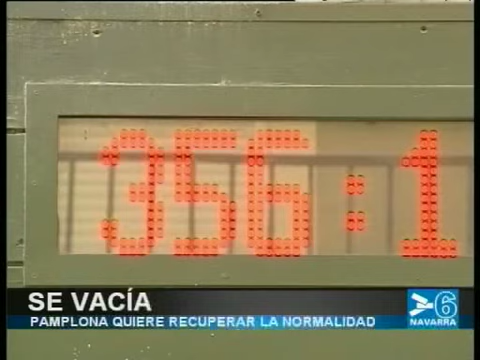 356:1
SE VACÍA
PAMPLONA QUIERE RECUPERAR LA NORMALIDAD
6
NAVARRA